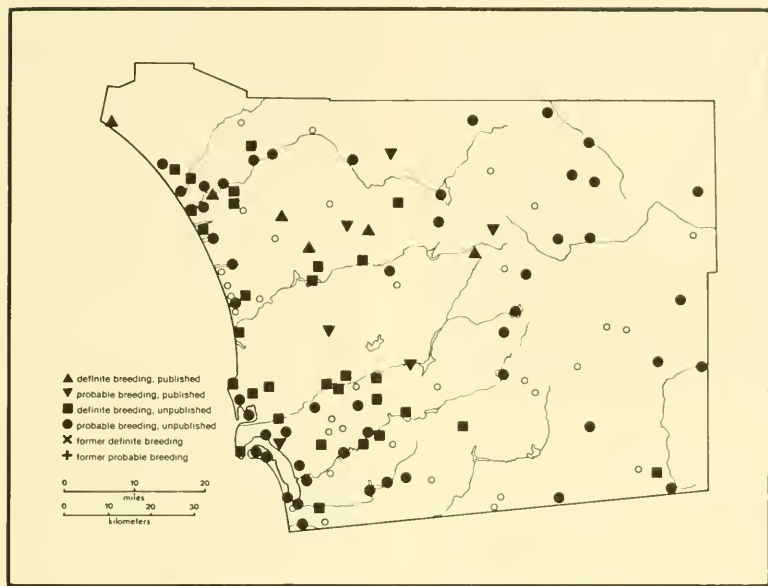 definite breeding, published
probable breeding, published
definite breeding, unpublished
probable breeding, unpublished
former definite breeding
former probable breeding
0 10 20
miles
0 10 20 30
kilometers